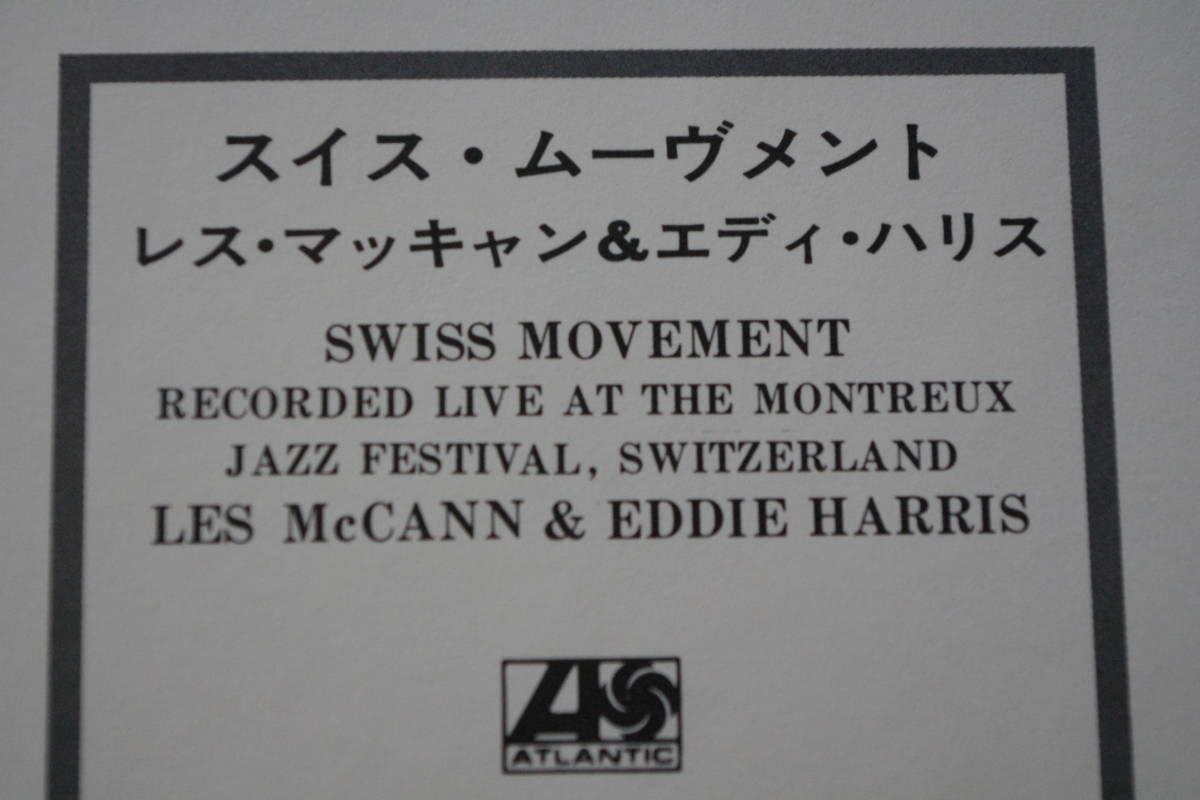 スイス・ムーヴメント
レス・マッキャン&エディ・ハリス
SWISS MOVEMENT
RECORDED LIVE AT THE MONTREUX
JAZZ FESTIVAL, SWITZERLAND
LES McCANN & EDDIE HARRIS
ATLANTIC